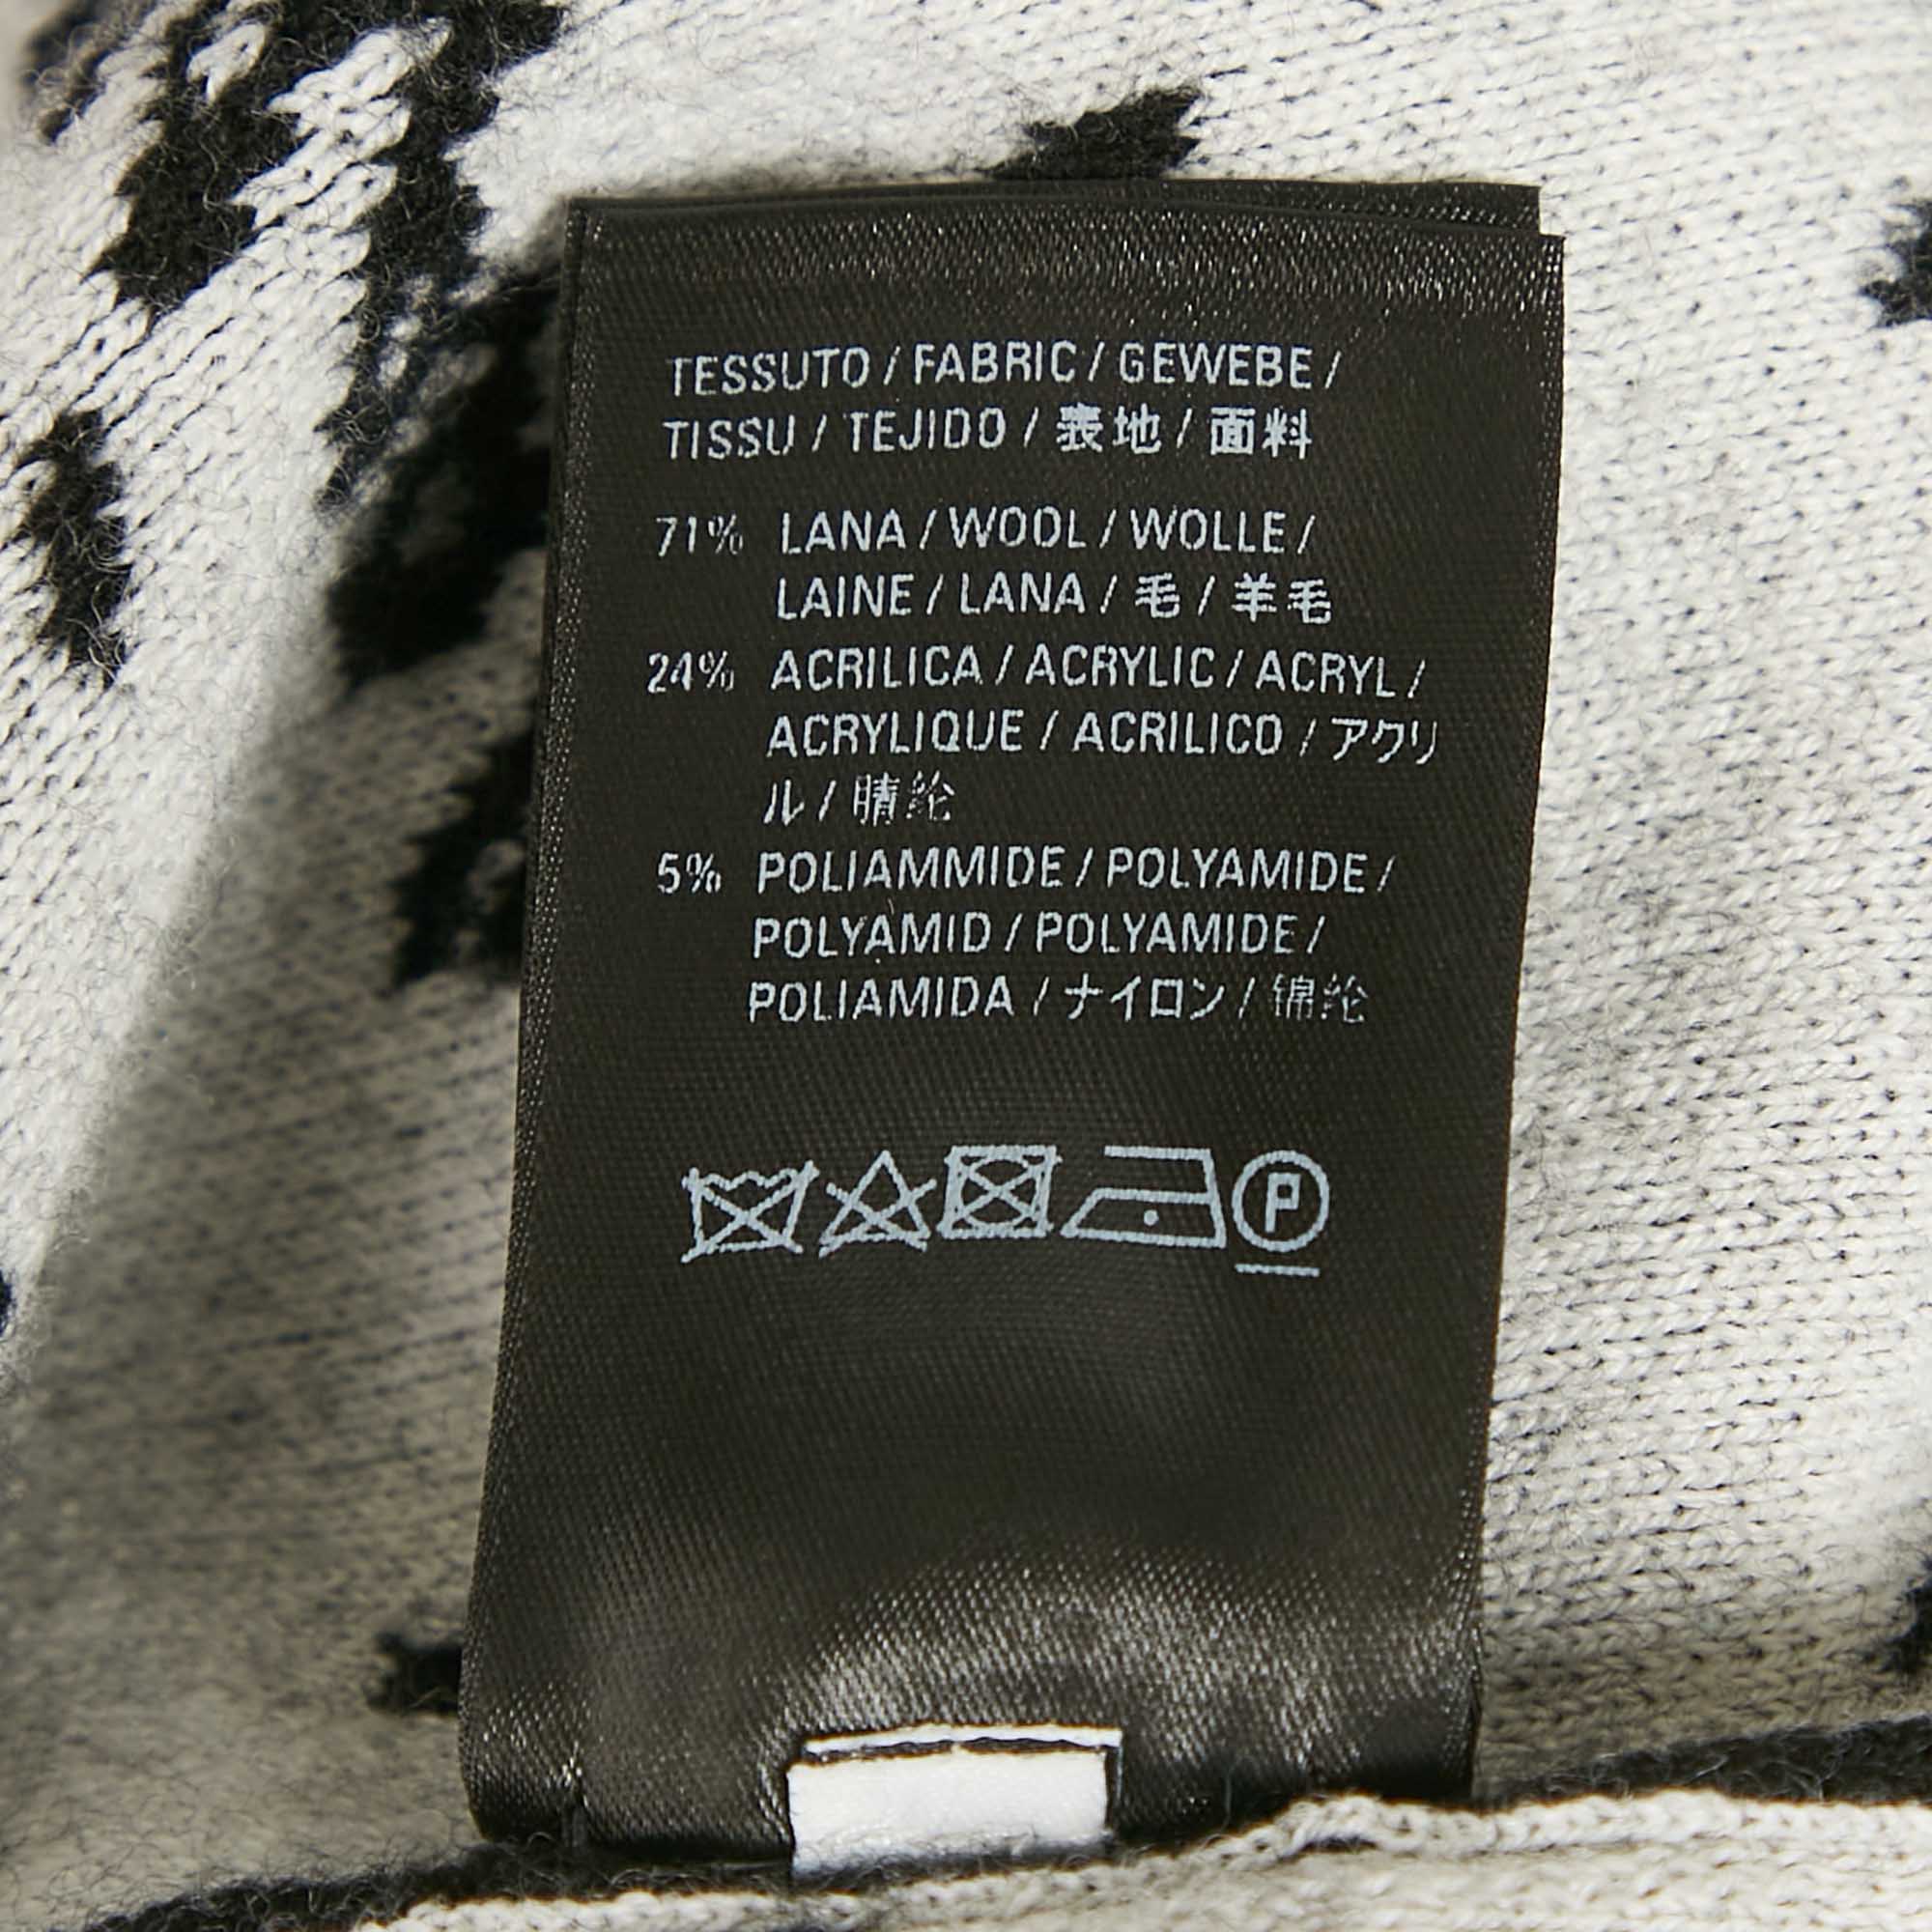 TESSUTO / FABRIC / GEWEBE /
TISSU / TEJIDO / 表地 / 面料
71% LANA / WOOL / WOLLE /
LAINE / LANA / 毛 / 羊毛
24% ACRILICA / ACRYLIC / ACRYL /
ACRYLIQUE / ACRILICO / アクリ
ル / 晴纶
5% POLIAMMIDE / POLYAMIDE /
POLYAMID / POLYAMIDE /
POLIAMIDA / ナイロン / 锦纶
P